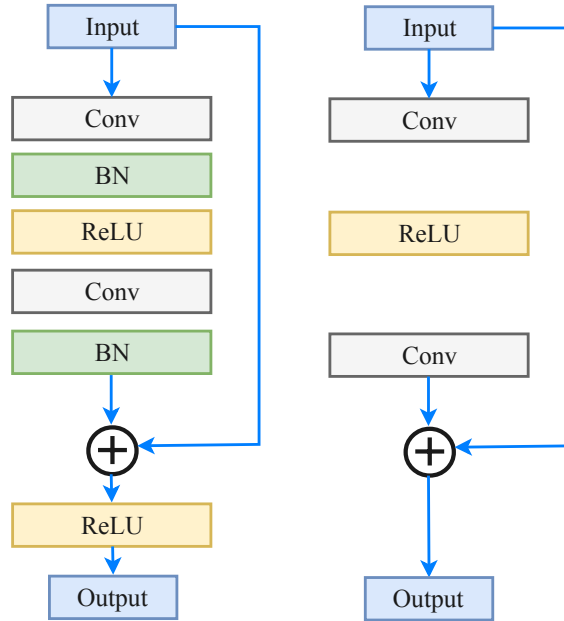 Input
Conv
BN
ReLU
Conv
BN
ReLU
Output
Input
Conv
ReLU
Conv
Output